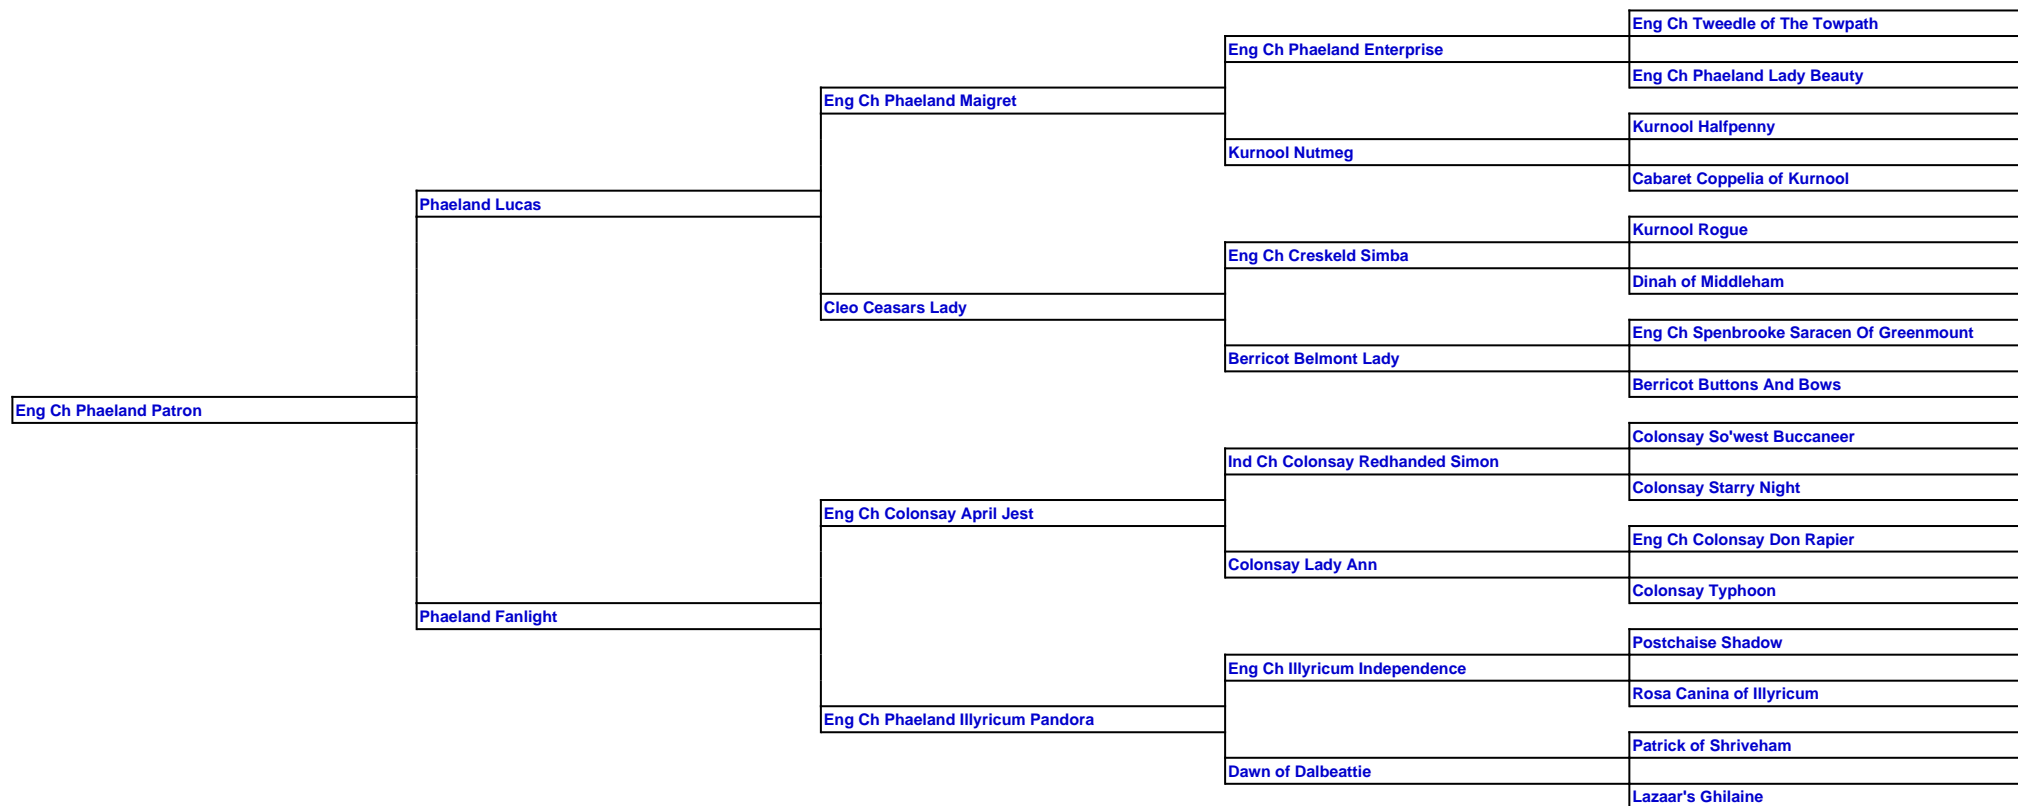 Eng Ch Tweedle of The Towpath
Eng Ch Phaeland Enterprise
Eng Ch Phaeland Lady Beauty
Eng Ch Phaeland Maigret
Kurnool Halfpenny
Kurnool Nutmeg
Cabaret Coppelia of Kurnool
Phaeland Lucas
Kurnool Rogue
Eng Ch Creskeld Simba
Dinah of Middleham
Cleo Ceasars Lady
Eng Ch Spenbrooke Saracen Of Greenmount
Berricot Belmont Lady
Berricot Buttons And Bows
Eng Ch Phaeland Patron
Colonsay So'west Buccaneer
Ind Ch Colonsay Redhanded Simon
Colonsay Starry Night
Eng Ch Colonsay April Jest
Eng Ch Colonsay Don Rapier
Colonsay Lady Ann
Colonsay Typhoon
Phaeland Fanlight
Postchaise Shadow
Eng Ch Illyricum Independence
Rosa Canina of Illyricum
Eng Ch Phaeland Illyricum Pandora
Patrick of Shriveham
Dawn of Dalbeattie
Lazaar's Ghilaine